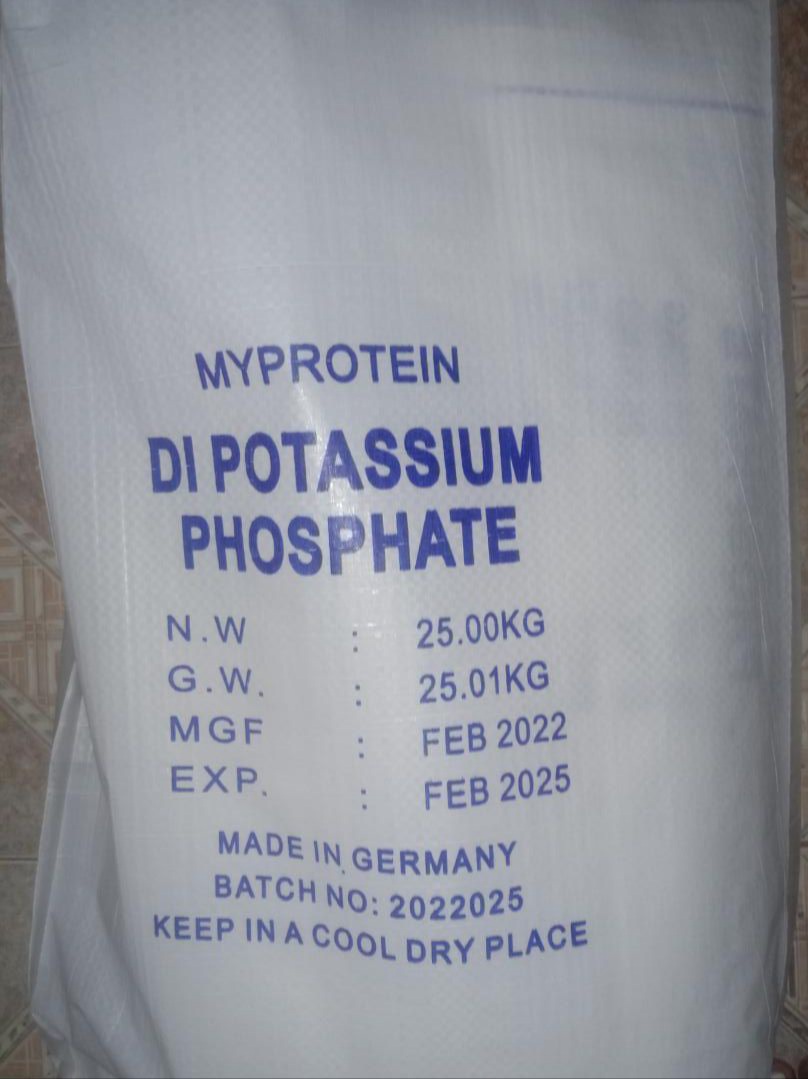 MYPROTEIN
DI POTASSIUM
PHOSPHATE
N.W : 25.00KG
G.W. : 25.01KG
MGF : FEB 2022
EXP. : FEB 2025
MADE IN GERMANY
BATCH NO: 2022025
KEEP IN A COOL DRY PLACE